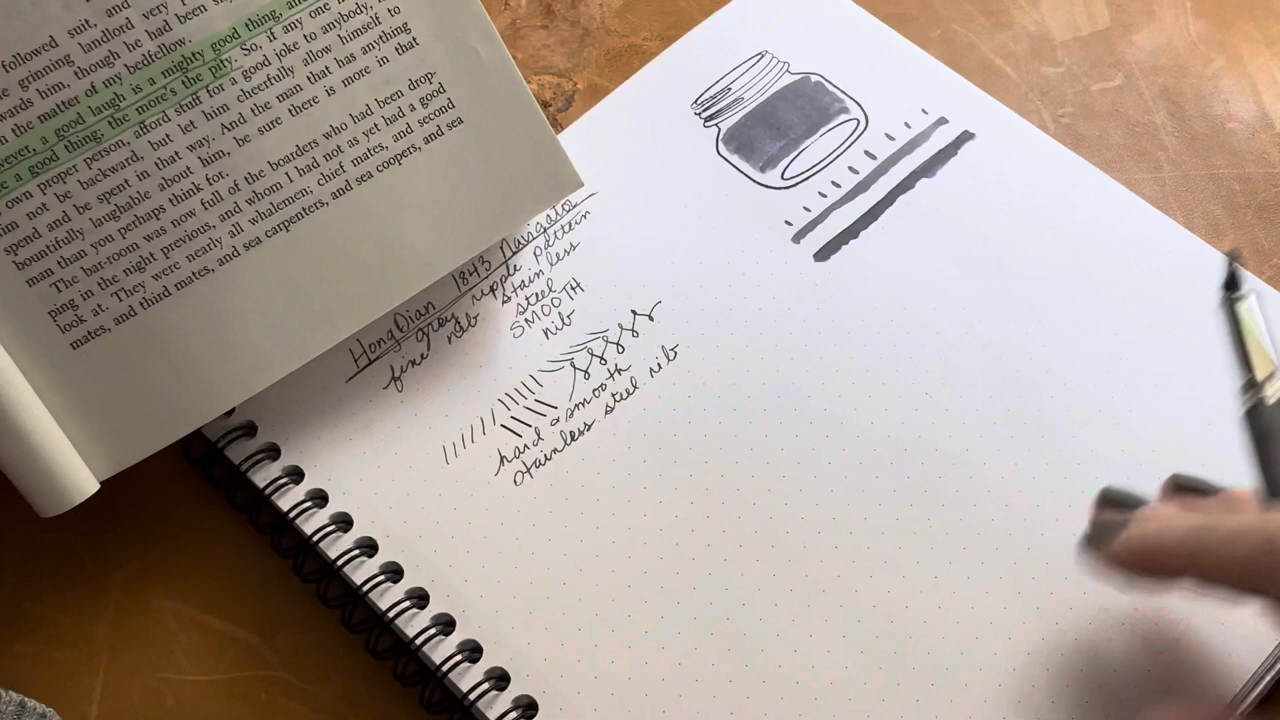 followed suit, and
grinning landlord very
wards him, though he had been
n the matter of my bedfellow.
wever, a good laugh is a mighty good thing, and
e a good thing; the more's the pity. So, if any one
own proper person, afford stuff for a good joke to anybody,
im not be backward, but let him cheerfully allow himself to
spend and be spent in that way. And the man that has anything
bountifully laughable about him, be sure there is more in that
man than you perhaps think for.
The bar-room was now full of the boarders who had been drop-
ping in the night previous, and whom I had not as yet had a good
look at. They were nearly all whalemen; chief mates, and second
mates, and third mates, and sea carpenters, and sea coopers, and sea
HongDian 1843 Navigator
grey ripple pattern
fine nib stainless
steel
SMOOTH
nib
hard & smooth
stainless steel nib